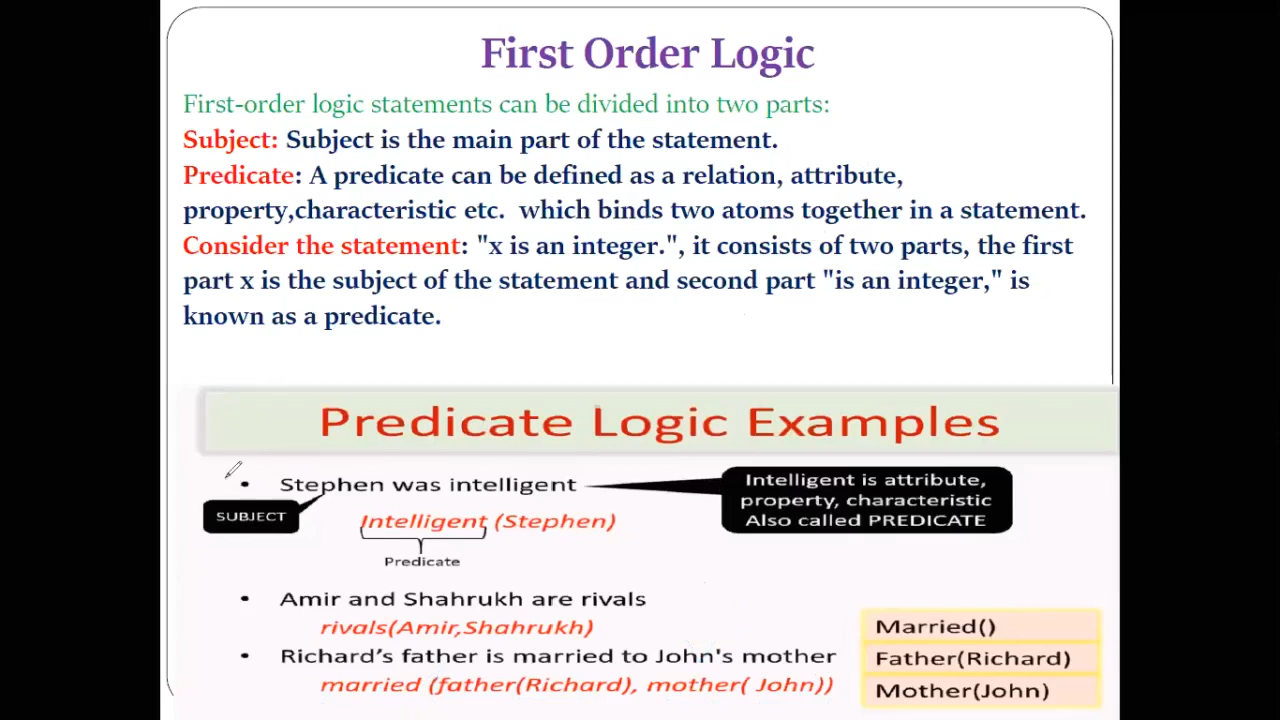 First Order Logic
First-order logic statements can be divided into two parts:
Subject: Subject is the main part of the statement.
Predicate: A predicate can be defined as a relation, attribute,
property,characteristic etc. which binds two atoms together in a statement.
Consider the statement: "x is an integer.", it consists of two parts, the first
part x is the subject of the statement and second part "is an integer," is
known as a predicate.
Predicate Logic Examples
• Stephen was intelligent
SUBJECT
Intelligent (Stephen)
Predicate
Intelligent is attribute,
property, characteristic
Also called PREDICATE
• Amir and Shahrukh are rivals
rivals(Amir,Shahrukh)
• Richard’s father is married to John's mother
married (father(Richard), mother( John))
Married()
Father(Richard)
Mother(John)